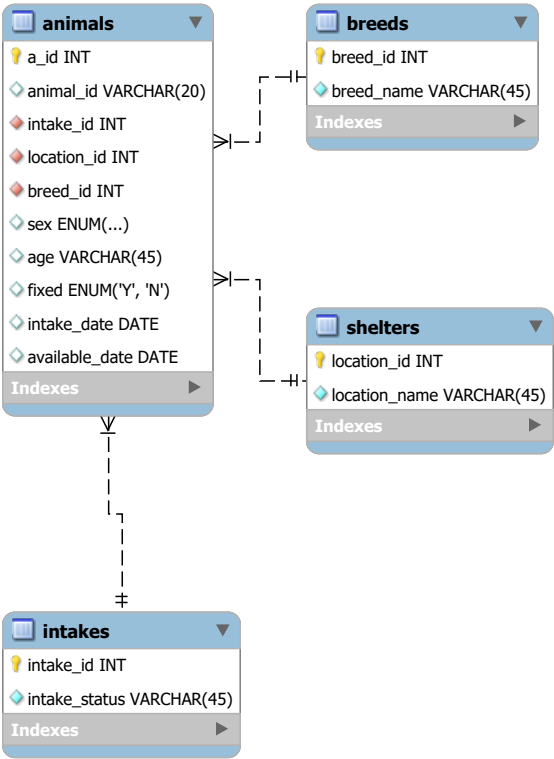 animals
a_id INT
animal_id VARCHAR(20)
intake_id INT
location_id INT
breed_id INT
sex ENUM(...)
age VARCHAR(45)
fixed ENUM('Y', 'N')
intake_date DATE
available_date DATE
Indexes
breeds
breed_id INT
breed_name VARCHAR(45)
Indexes
shelters
location_id INT
location_name VARCHAR(45)
Indexes
intakes
intake_id INT
intake_status VARCHAR(45)
Indexes